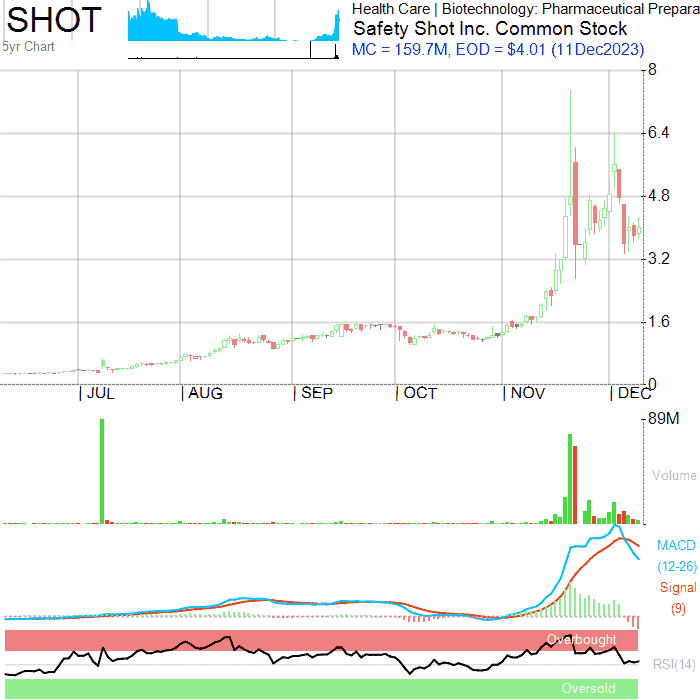 SHOT
5yr Chart
Health Care | Biotechnology: Pharmaceutical Prepara
Safety Shot Inc. Common Stock
MC = 159.7M, EOD = $4.01 (11Dec2023)
8
6.4
4.8
3.2
1.6
0
JUL
AUG
SEP
OCT
NOV
DEC
89M
Volume
MACD
(12-26)
Signal
(9)
Overbought
RSI(14)
Oversold